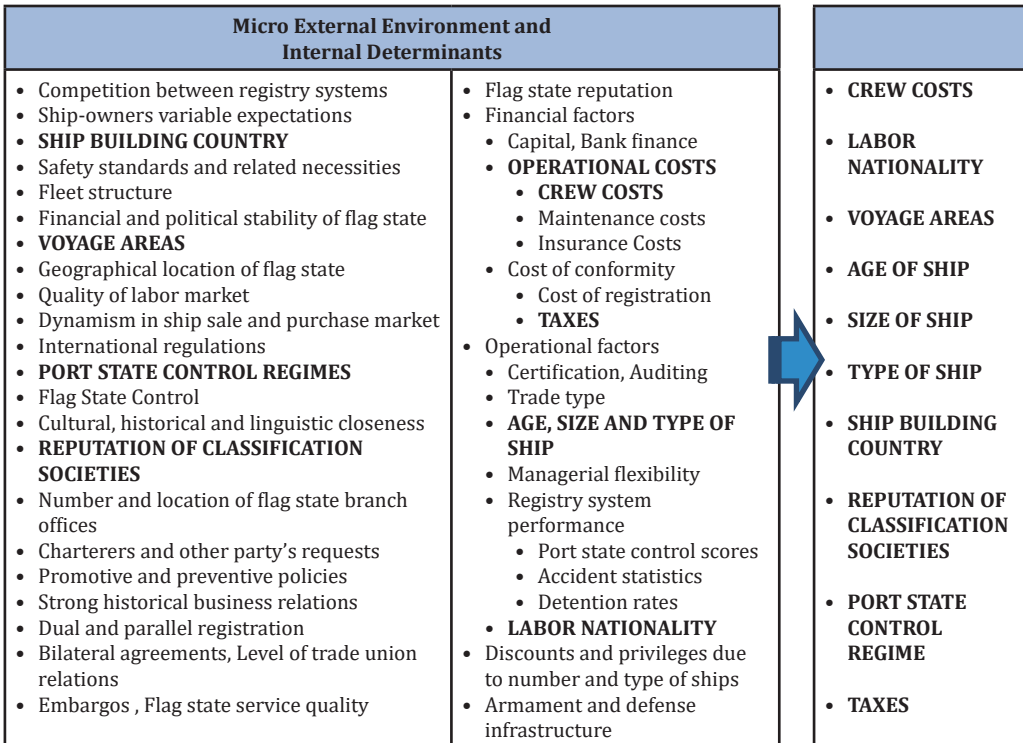 Micro External Environment and
Internal Determinants
• Competition between registry systems
• Ship-owners variable expectations
• SHIP BUILDING COUNTRY
• Safety standards and related necessities
• Fleet structure
• Financial and political stability of flag state
• VOYAGE AREAS
• Geographical location of flag state
• Quality of labor market
• Dynamism in ship sale and purchase market
• International regulations
• PORT STATE CONTROL REGIMES
• Flag State Control
• Cultural, historical and linguistic closeness
• REPUTATION OF CLASSIFICATION
SOCIETIES
• Number and location of flag state branch
offices
• Charterers and other party's requests
• Promotive and preventive policies
• Strong historical business relations
• Dual and parallel registration
• Bilateral agreements, Level of trade union
relations
• Embargos , Flag state service quality
• Flag state reputation
• Financial factors
• Capital, Bank finance
• OPERATIONAL COSTS
• CREW COSTS
• Maintenance costs
• Insurance Costs
• Cost of conformity
• Cost of registration
• TAXES
• Operational factors
• Certification, Auditing
• Trade type
• AGE, SIZE AND TYPE OF
SHIP
• Managerial flexibility
• Registry system
performance
• Port state control scores
• Accident statistics
• Detention rates
• LABOR NATIONALITY
• Discounts and privileges due
to number and type of ships
• Armament and defense
infrastructure
• CREW COSTS
• LABOR
NATIONALITY
• VOYAGE AREAS
• AGE OF SHIP
• SIZE OF SHIP
• TYPE OF SHIP
• SHIP BUILDING
COUNTRY
• REPUTATION OF
CLASSIFICATION
SOCIETIES
• PORT STATE
CONTROL
REGIME
• TAXES